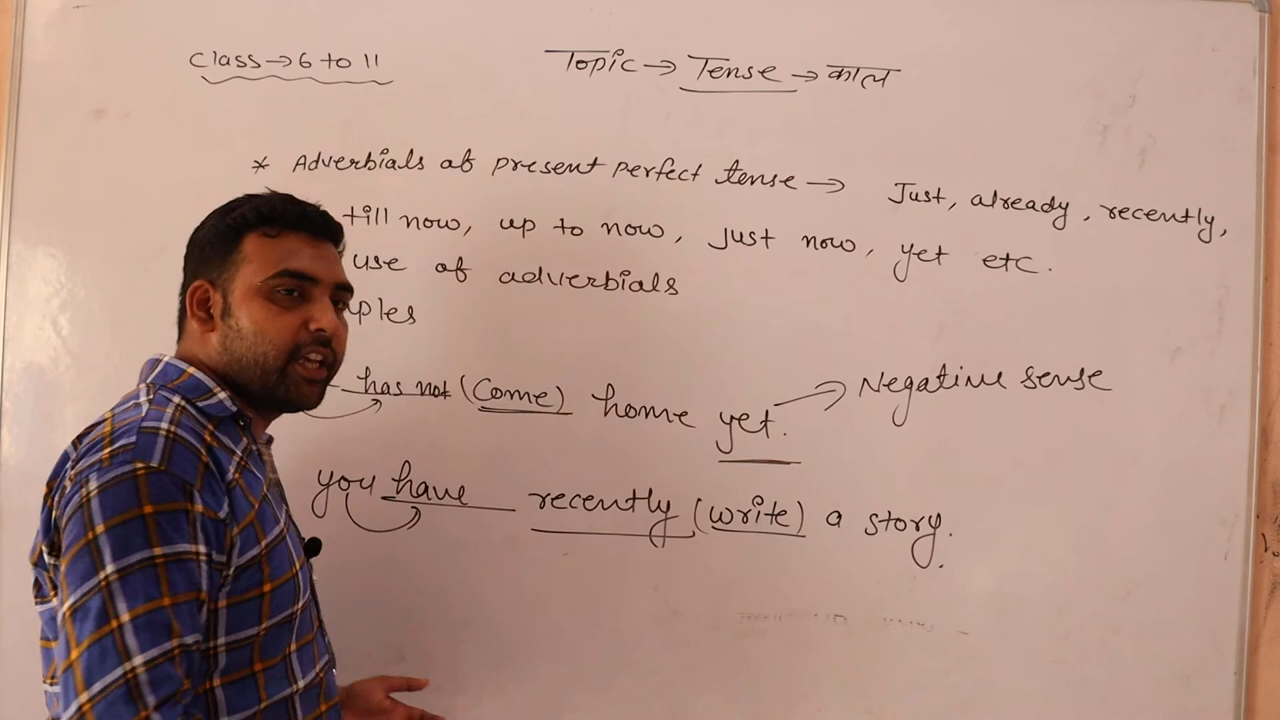 Class → 6 to 11
Topic → Tense → काल
* Adverbials of present perfect tense → Just, already, recently,
till now, up to now, just now, yet etc.
use of adverbials
ples
has not (Come) home yet. → Negative sense
you have recently (write) a story.